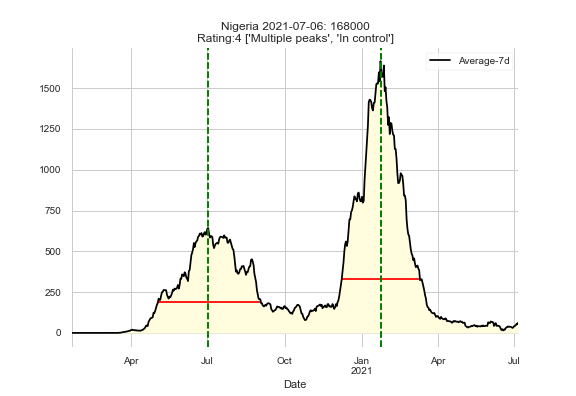 Nigeria 2021-07-06: 168000
Rating:4 ['Multiple peaks', 'In control']
Average-7d
1500
1250
1000
750
500
250
0
Apr Jul Oct Jan Apr Jul
2021
Date